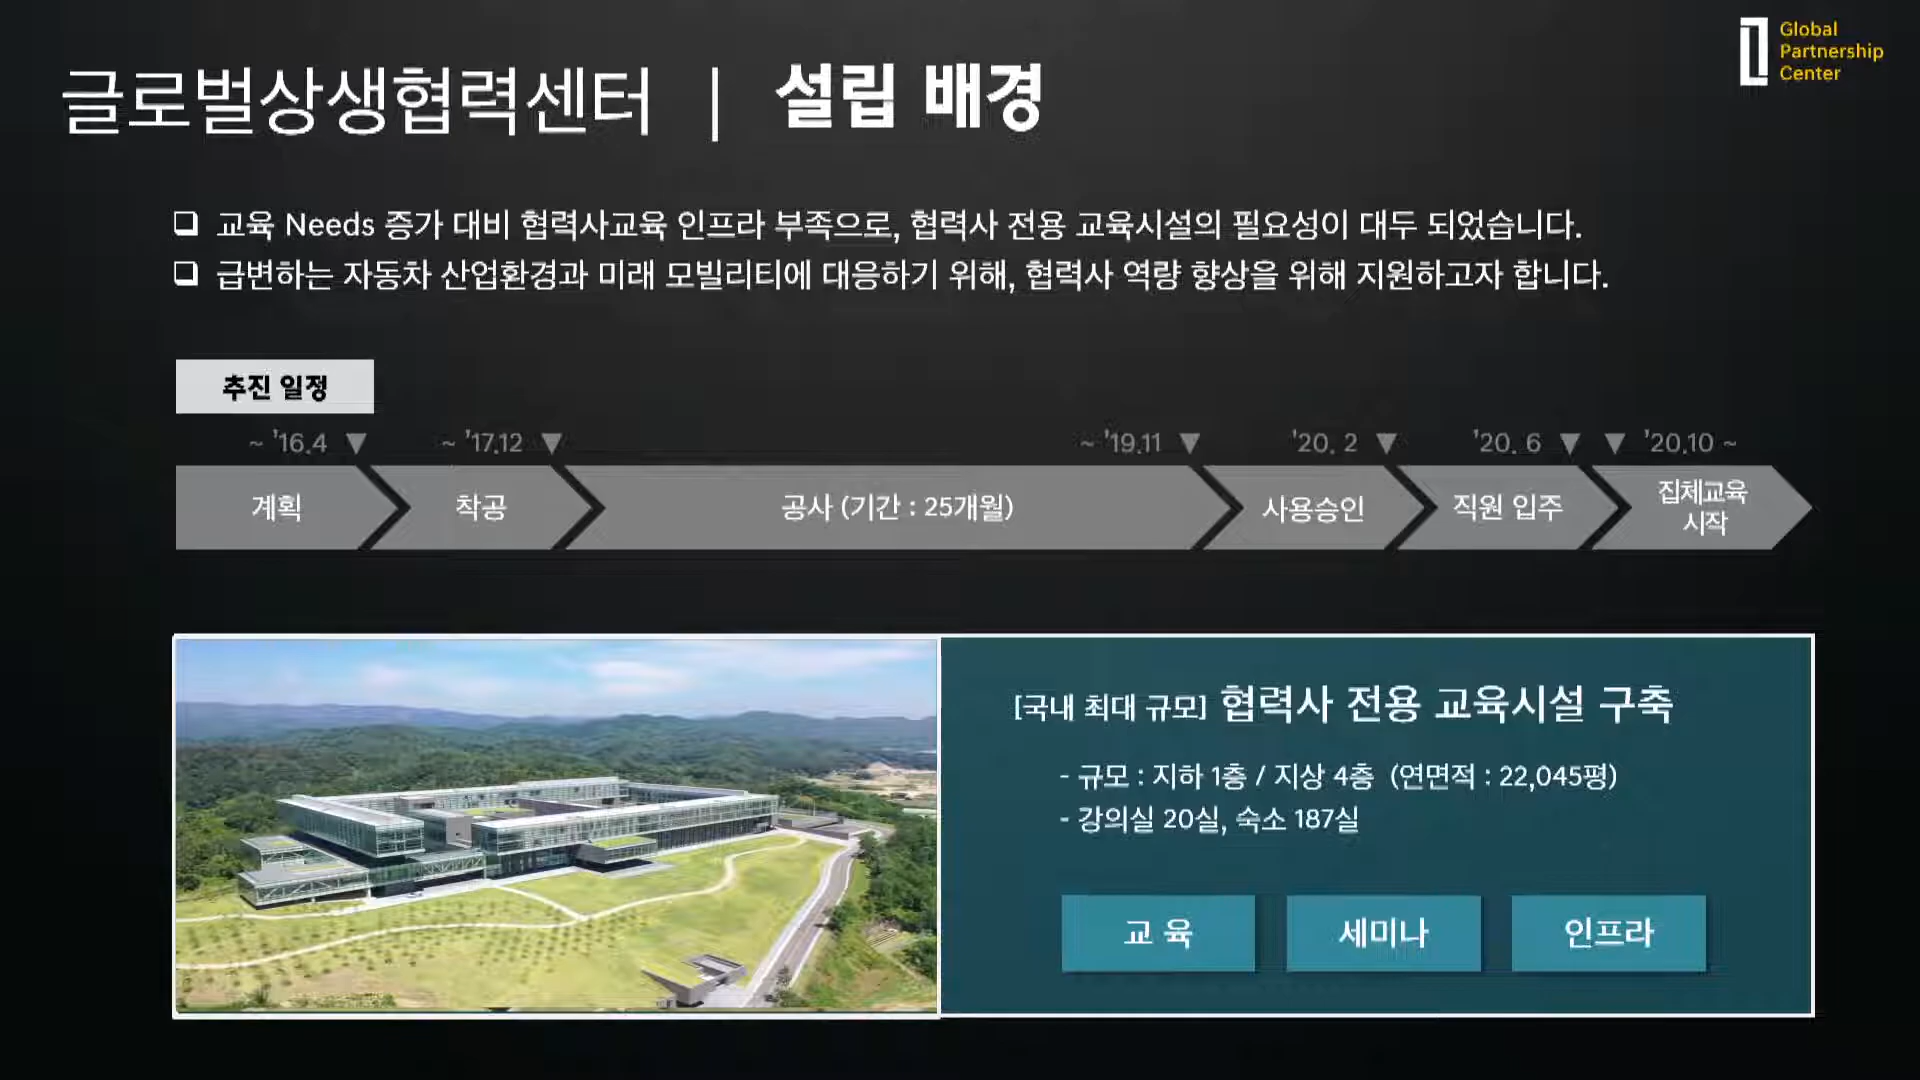 Global
Partnership
Center
글로벌상생협력센터 | 설립 배경
❑ 교육 Needs 증가 대비 협력사교육 인프라 부족으로, 협력사 전용 교육시설의 필요성이 대두 되었습니다.
❑ 급변하는 자동차 산업환경과 미래 모빌리티에 대응하기 위해, 협력사 역량 향상을 위해 지원하고자 합니다.
추진 일정
~ '16.4 ▼ ~ '17.12 ▼ ~ '19.11 ▼ '20. 2 ▼ '20. 6 ▼ ▼ '20.10 ~
계획 착공 공사 (기간 : 25개월) 사용승인 직원 입주 집체교육
시작
[국내 최대 규모] 협력사 전용 교육시설 구축
- 규모 : 지하 1층 / 지상 4층 (연면적 : 22,045평)
- 강의실 20실, 숙소 187실
교 육 세미나 인프라